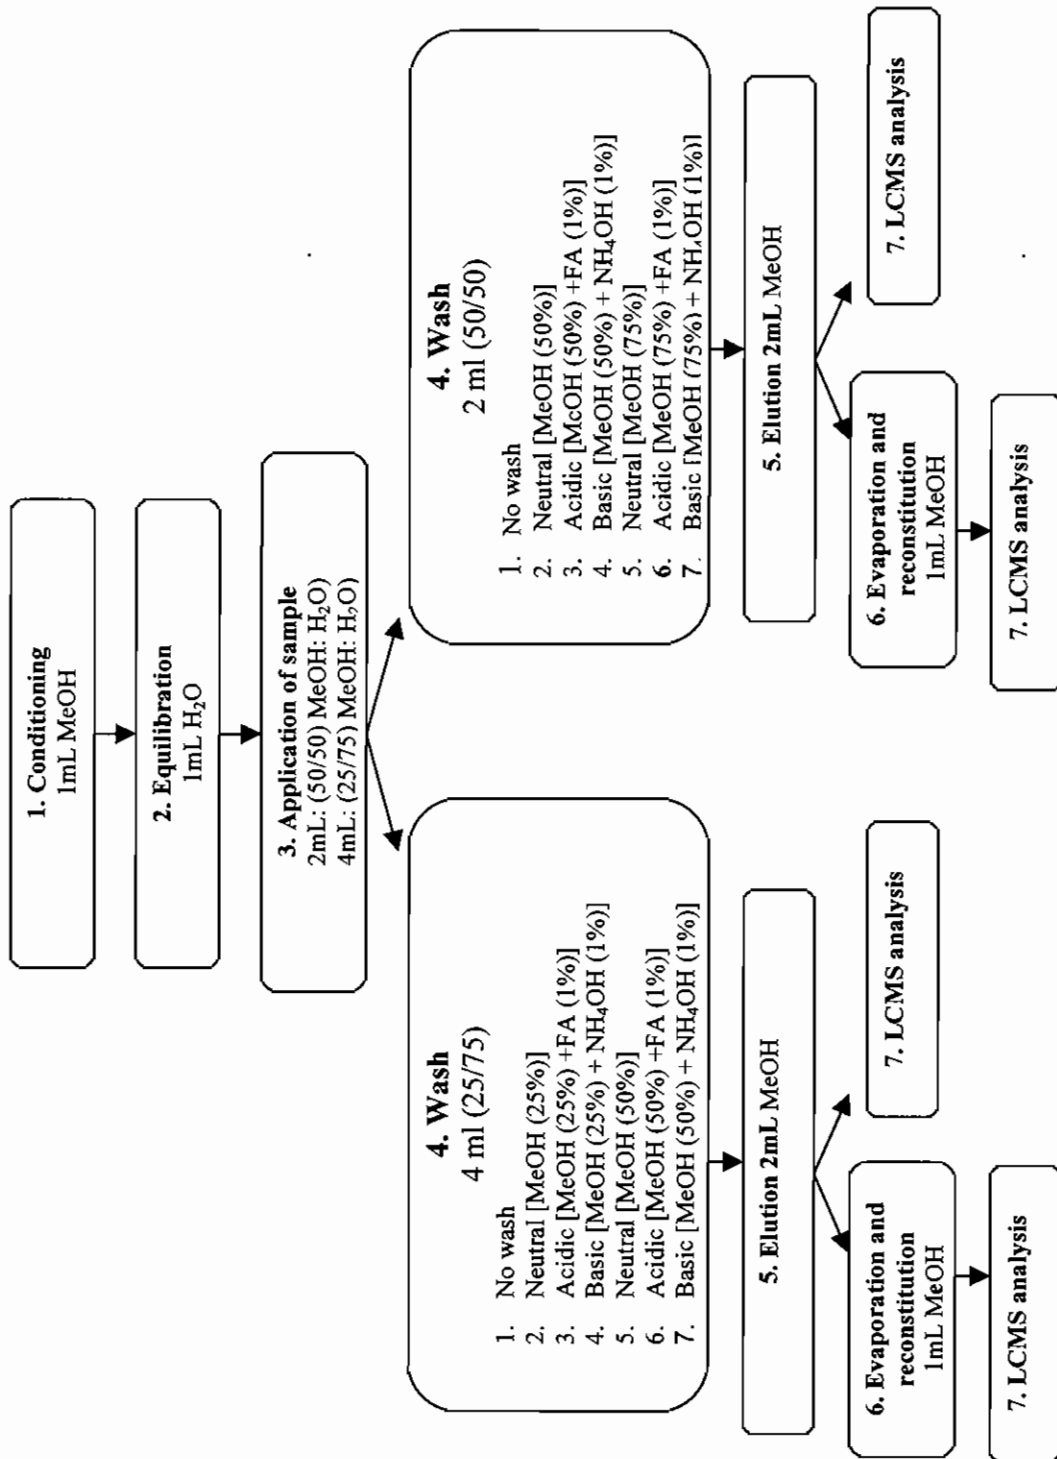 1. Conditioning
1mL MeOH
2. Equilibration
1mL H₂O
3. Application of sample
2mL: (50/50) MeOH: H₂O)
4mL: (25/75) MeOH: H₂O)
4. Wash
4 ml (25/75)
1. No wash
2. Neutral [MeOH (25%)]
3. Acidic [MeOH (25%) +FA (1%)]
4. Basic [MeOH (25%) + NH₄OH (1%)]
5. Neutral [MeOH (50%)]
6. Acidic [MeOH (50%) +FA (1%)]
7. Basic [MeOH (50%) + NH₄OH (1%)]
5. Elution 2mL MeOH
6. Evaporation and
reconstitution
1mL MeOH
7. LCMS analysis
7. LCMS analysis
4. Wash
2 ml (50/50)
1. No wash
2. Neutral [MeOH (50%)]
3. Acidic [MeOH (50%) +FA (1%)]
4. Basic [MeOH (50%) + NH₄OH (1%)]
5. Neutral [MeOH (75%)]
6. Acidic [MeOH (75%) +FA (1%)]
7. Basic [MeOH (75%) + NH₄OH (1%)]
5. Elution 2mL MeOH
6. Evaporation and
reconstitution
1mL MeOH
7. LCMS analysis
7. LCMS analysis